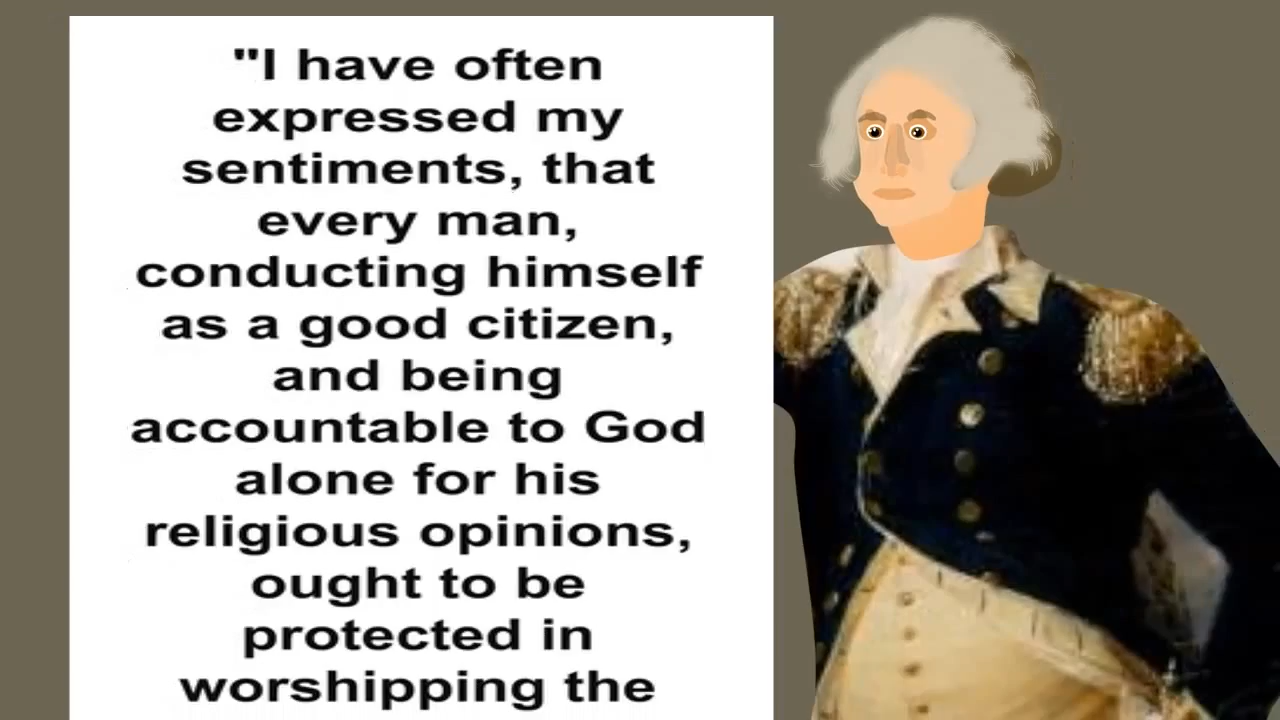 "I have often
expressed my
sentiments, that
every man,
conducting himself
as a good citizen,
and being
accountable to God
alone for his
religious opinions,
ought to be
protected in
worshipping the